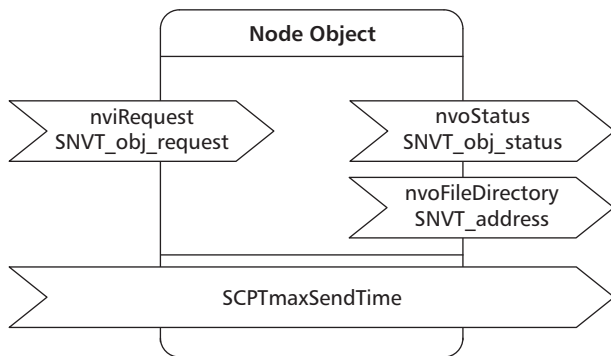 Node Object
nviRequest
SNVT_obj_request
nvoStatus
SNVT_obj_status
nvoFileDirectory
SNVT_address
SCPTmaxSendTime